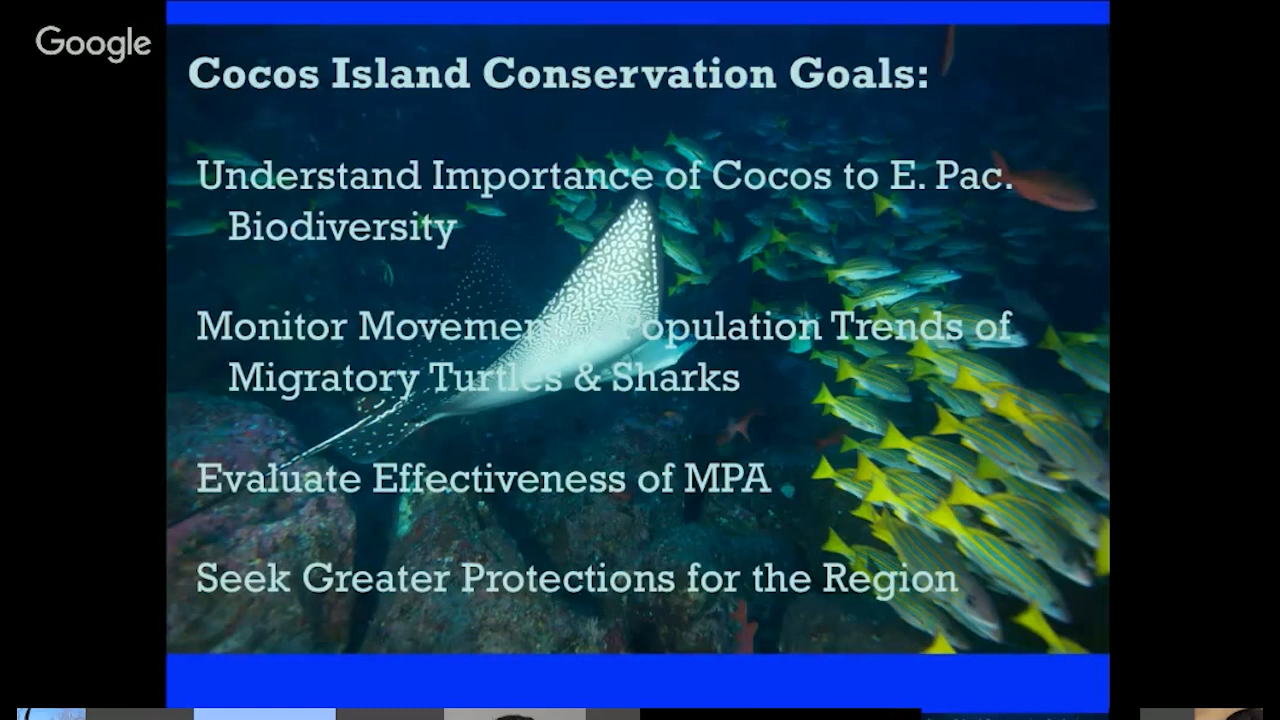 Google
Cocos Island Conservation Goals:
Understand Importance of Cocos to E. Pac.
Biodiversity
Monitor Population Trends of
Migratory Turtles & Sharks
Evaluate Effectiveness of MPA
Seek Greater Protections for the Region